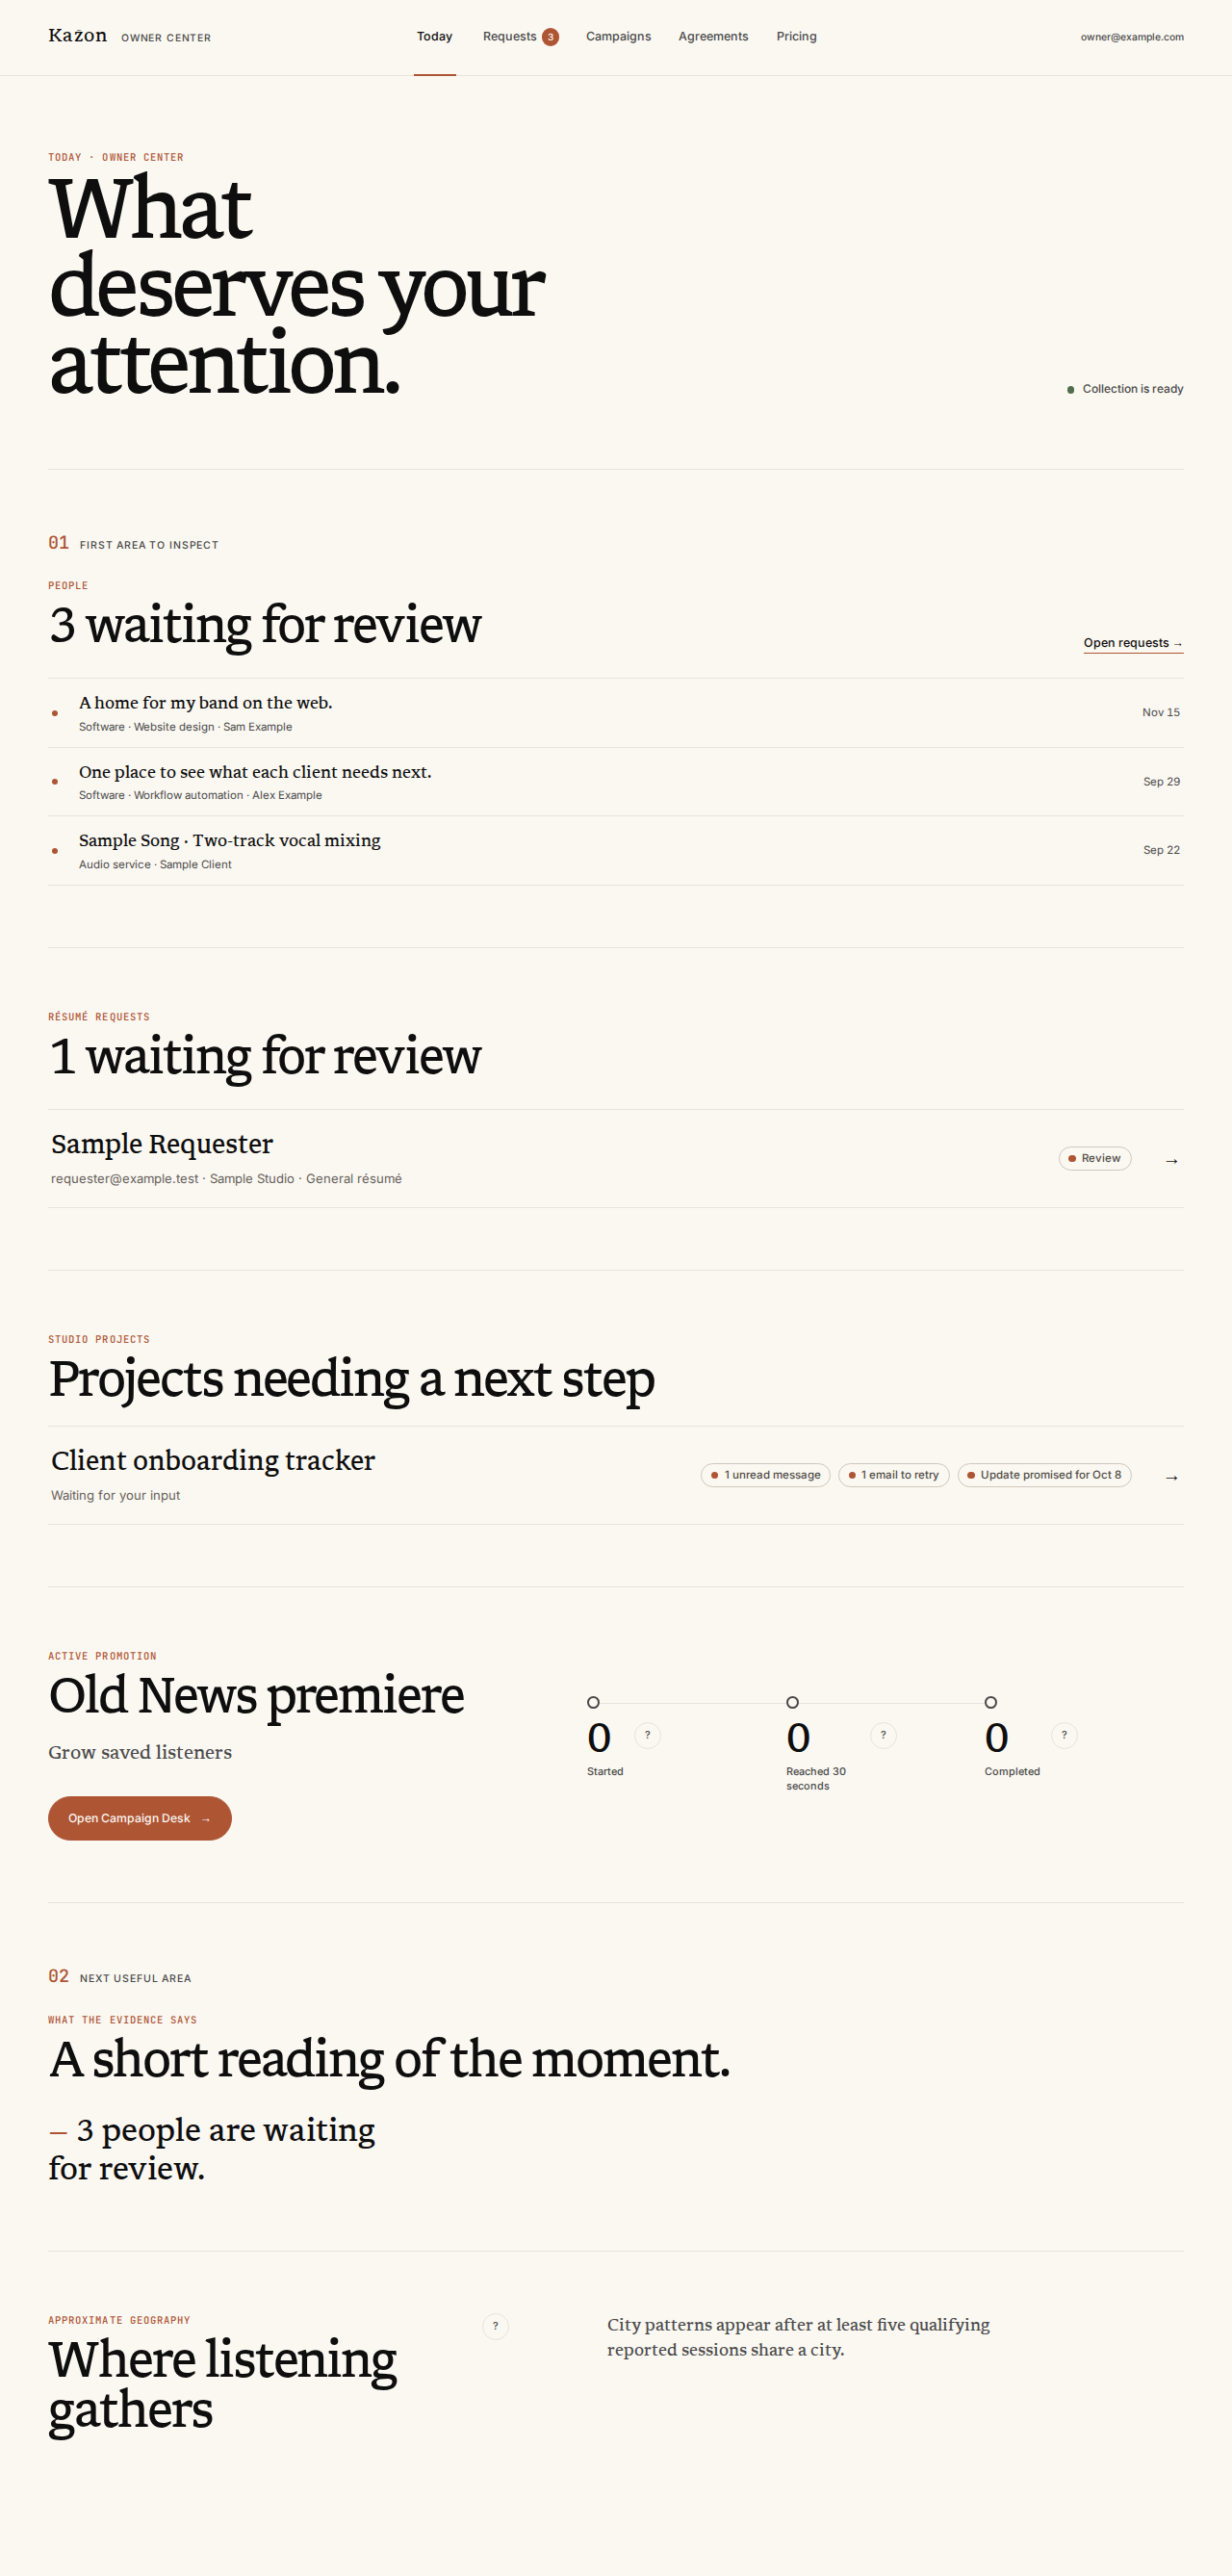 Kažon OWNER CENTER Today Requests 3 Campaigns Agreements Pricing owner@example.com
TODAY · OWNER CENTER
What
deserves your
attention.
Collection is ready
01 FIRST AREA TO INSPECT
PEOPLE
3 waiting for review
Open requests →
A home for my band on the web.
Software · Website design · Sam Example
Nov 15
One place to see what each client needs next.
Software · Workflow automation · Alex Example
Sep 29
Sample Song · Two-track vocal mixing
Audio service · Sample Client
Sep 22
RÉSUMÉ REQUESTS
1 waiting for review
Sample Requester
requester@example.test · Sample Studio · General résumé
Review →
STUDIO PROJECTS
Projects needing a next step
Client onboarding tracker
Waiting for your input
1 unread message 1 email to retry Update promised for Oct 8 →
ACTIVE PROMOTION
Old News premiere
Grow saved listeners
Open Campaign Desk →
0 ?
Started
0 ?
Reached 30
seconds
0 ?
Completed
02 NEXT USEFUL AREA
WHAT THE EVIDENCE SAYS
A short reading of the moment.
— 3 people are waiting
for review.
APPROXIMATE GEOGRAPHY
Where listening
gathers
?
City patterns appear after at least five qualifying
reported sessions share a city.